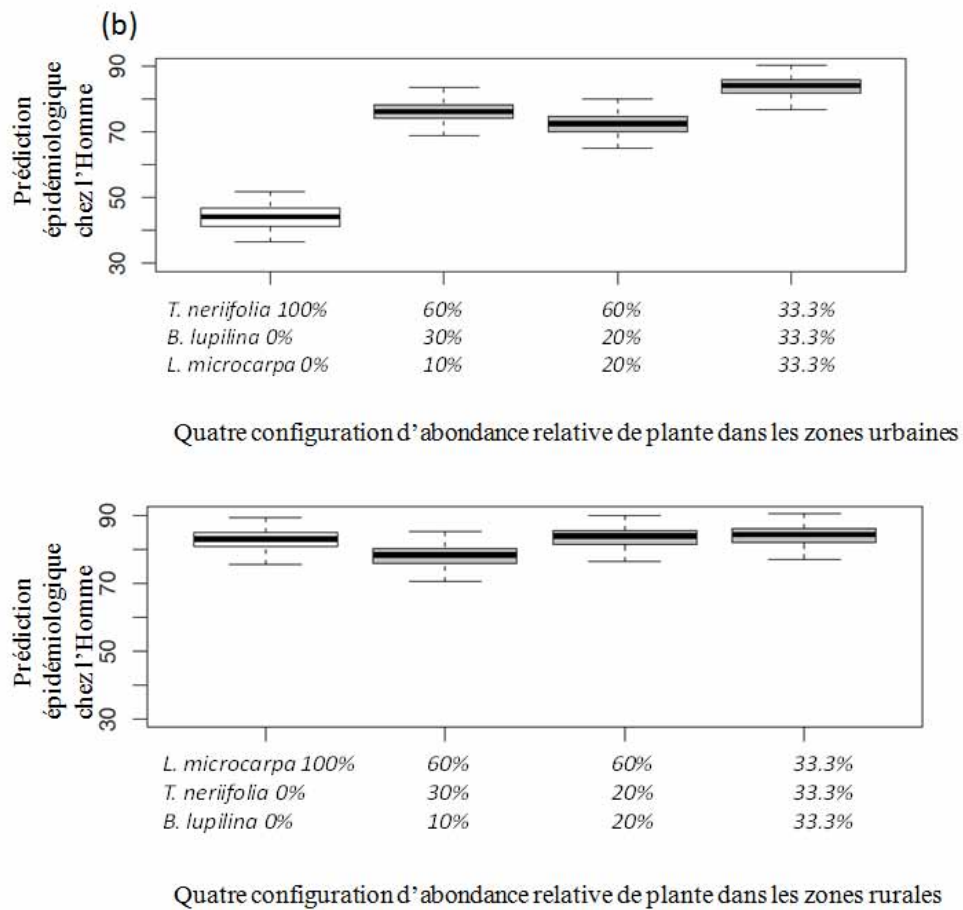 (b)
Prédiction
épidémiologique
chez l'Homme
90
70
50
30
T. neriifolia 100% 60% 60% 33.3%
B. lupilina 0% 30% 20% 33.3%
L. microcarpa 0% 10% 20% 33.3%
Quatre configuration d'abondance relative de plante dans les zones urbaines
Prédiction
épidémiologique
chez l'Homme
90
70
50
30
L. microcarpa 100% 60% 60% 33.3%
T. neriifolia 0% 30% 20% 33.3%
B. lupilina 0% 10% 20% 33.3%
Quatre configuration d'abondance relative de plante dans les zones rurales